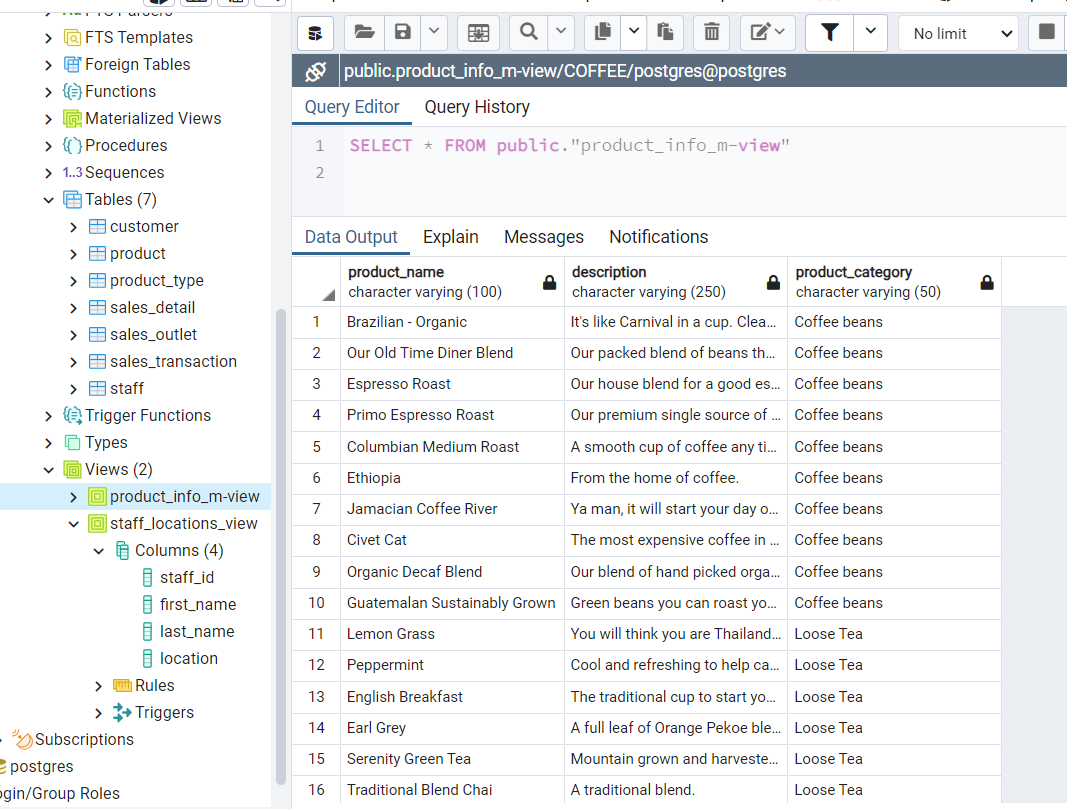 FTS Parsers
FTS Templates
Foreign Tables
Functions
Materialized Views
Procedures
1..3 Sequences
Tables (7)
customer
product
product_type
sales_detail
sales_outlet
sales_transaction
staff
Trigger Functions
Types
Views (2)
product_info_m-view
staff_locations_view
Columns (4)
staff_id
first_name
last_name
location
Rules
Triggers
Subscriptions
postgres
ogin/Group Roles
No limit
public.product_info_m-view/COFFEE/postgres@postgres
Query Editor Query History
1 SELECT * FROM public."product_info_m-view"
2
Data Output Explain Messages Notifications
product_name description product_category
character varying (100) character varying (250) character varying (50)
1 Brazilian - Organic It's like Carnival in a cup. Clea... Coffee beans
2 Our Old Time Diner Blend Our packed blend of beans th... Coffee beans
3 Espresso Roast Our house blend for a good es... Coffee beans
4 Primo Espresso Roast Our premium single source of ... Coffee beans
5 Columbian Medium Roast A smooth cup of coffee any ti... Coffee beans
6 Ethiopia From the home of coffee. Coffee beans
7 Jamacian Coffee River Ya man, it will start your day o... Coffee beans
8 Civet Cat The most expensive coffee in ... Coffee beans
9 Organic Decaf Blend Our blend of hand picked orga... Coffee beans
10 Guatemalan Sustainably Grown Green beans you can roast yo... Coffee beans
11 Lemon Grass You will think you are Thailand... Loose Tea
12 Peppermint Cool and refreshing to help ca... Loose Tea
13 English Breakfast The traditional cup to start yo... Loose Tea
14 Earl Grey A full leaf of Orange Pekoe ble... Loose Tea
15 Serenity Green Tea Mountain grown and harveste... Loose Tea
16 Traditional Blend Chai A traditional blend. Loose Tea